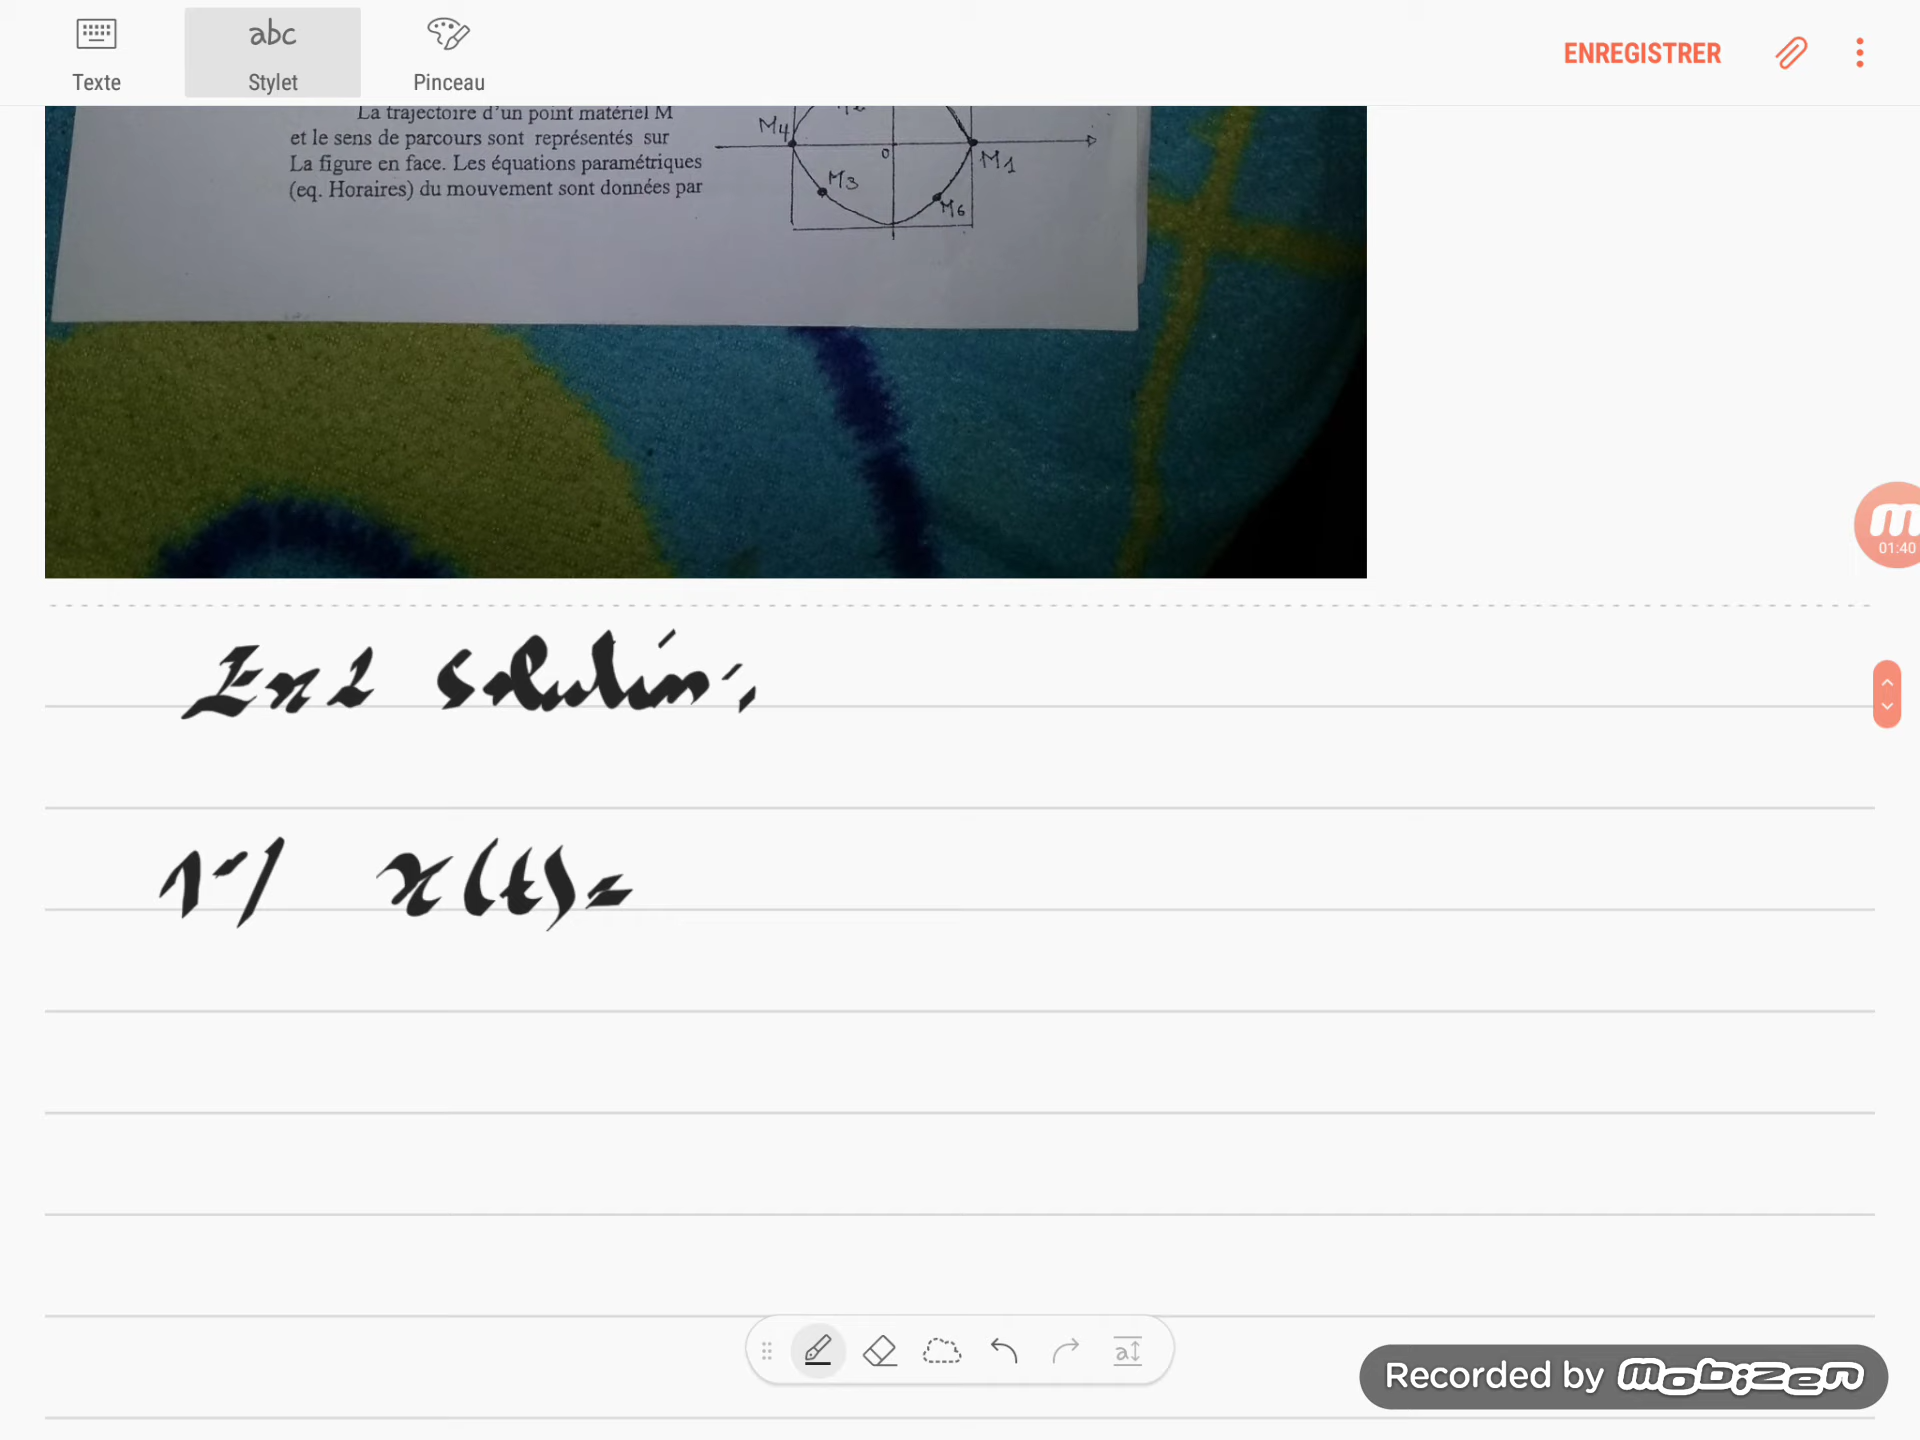 abc
Texte
Stylet
Pinceau
ENREGISTRER
La trajectoire d'un point matériel M
et le sens de parcours sont représentés sur
La figure en face. Les équations paramétriques
(eq. Horaires) du mouvement sont données par
M4
o
M1
M3
M6
01:40
Ex 1 Solution:
1°/ x(t)=
a
Recorded by mobizen